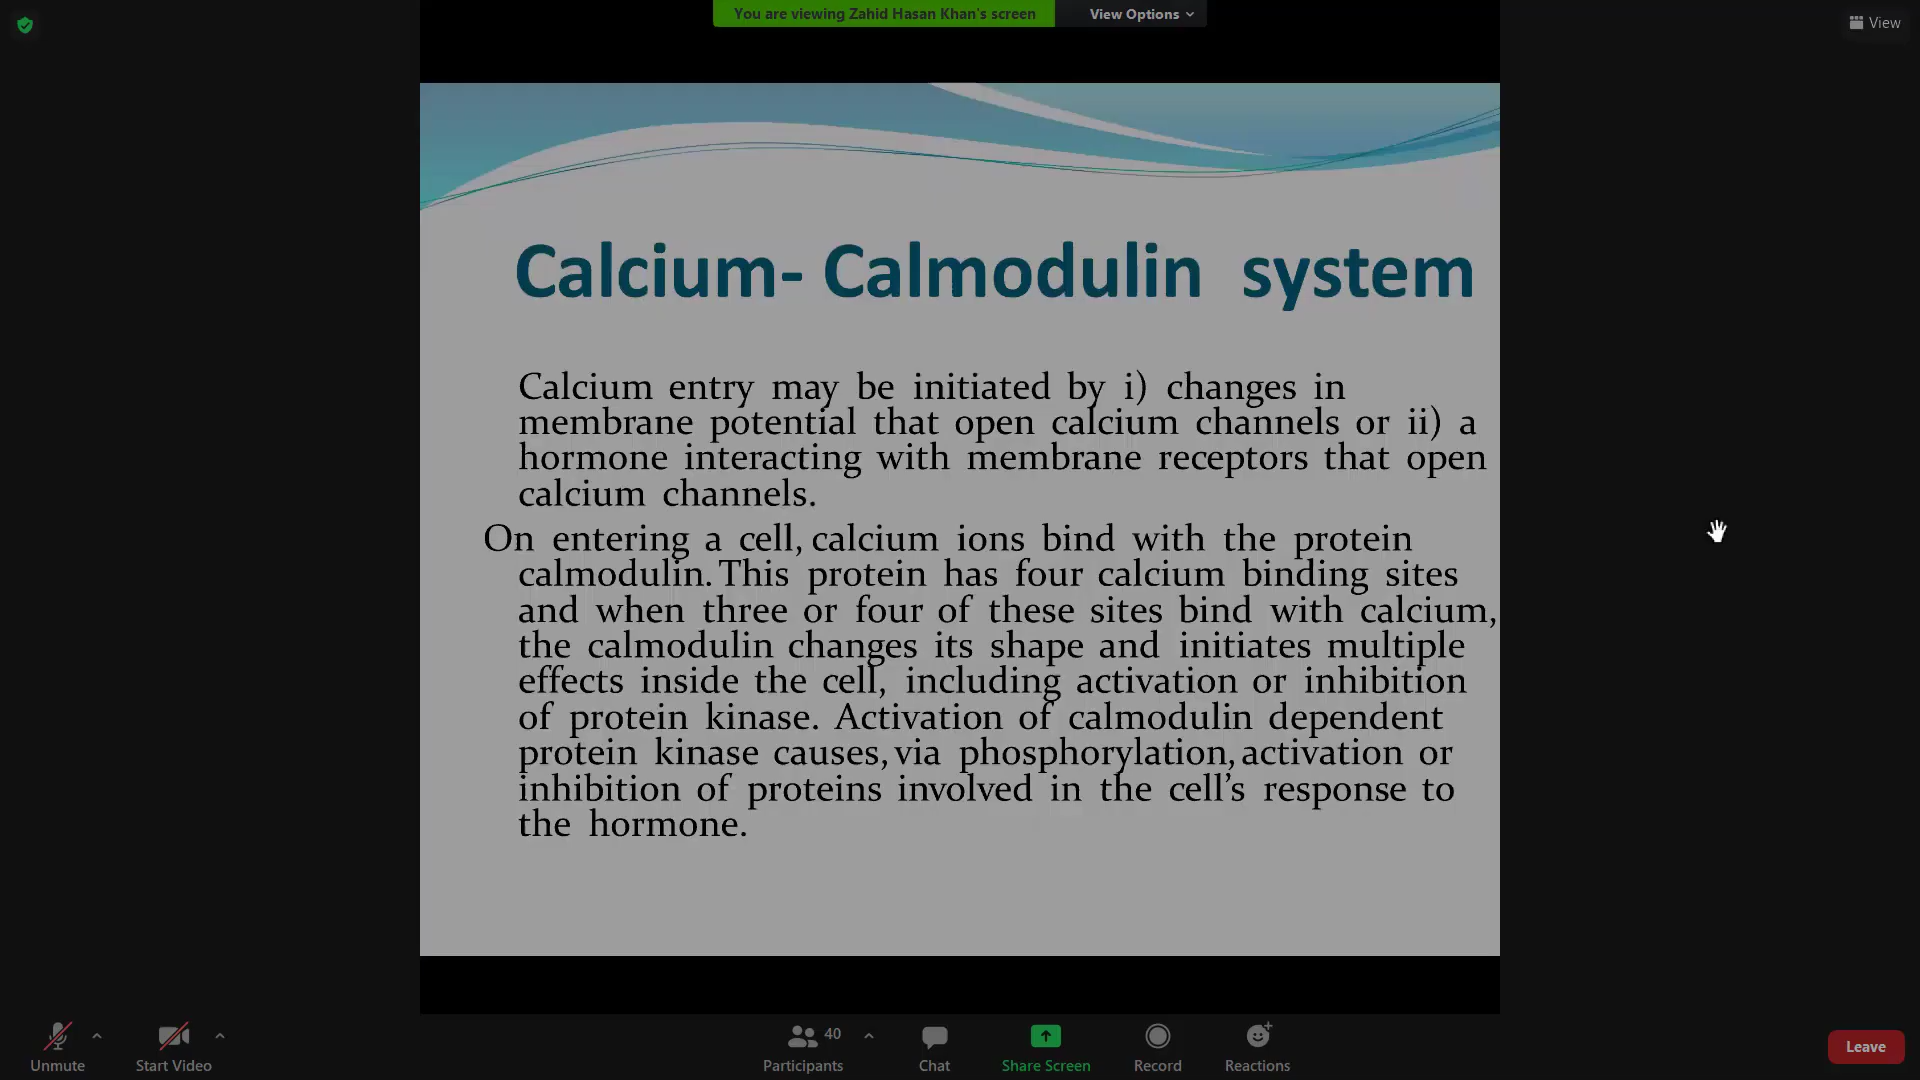 You are viewing Zahid Hasan Khan's screen
View Options
View
Calcium- Calmodulin system
Calcium entry may be initiated by i) changes in
membrane potential that open calcium channels or ii) a
hormone interacting with membrane receptors that open
calcium channels.
On entering a cell, calcium ions bind with the protein
calmodulin. This protein has four calcium binding sites
and when three or four of these sites bind with calcium,
the calmodulin changes its shape and initiates multiple
effects inside the cell, including activation or inhibition
of protein kinase. Activation of calmodulin dependent
protein kinase causes, via phosphorylation, activation or
inhibition of proteins involved in the cell’s response to
the hormone.
Unmute
Start Video
40
Participants
Chat
Share Screen
Record
Reactions
Leave